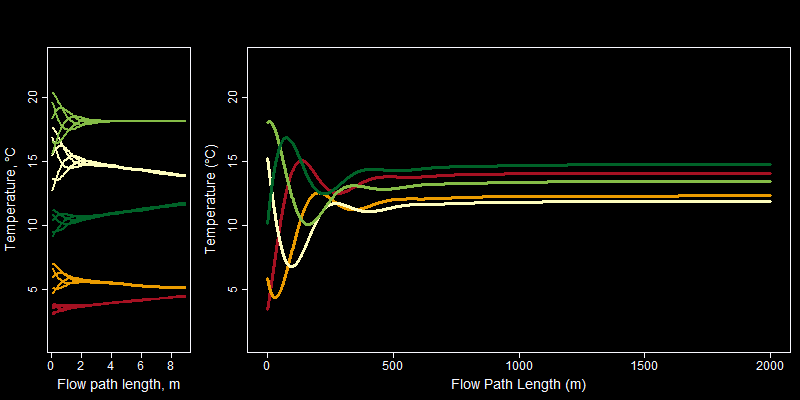 Temperature, °C
20
15
10
5
0 2 4 6 8
Flow path length, m
Temperature (°C)
20
15
10
5
0 500 1000 1500 2000
Flow Path Length (m)